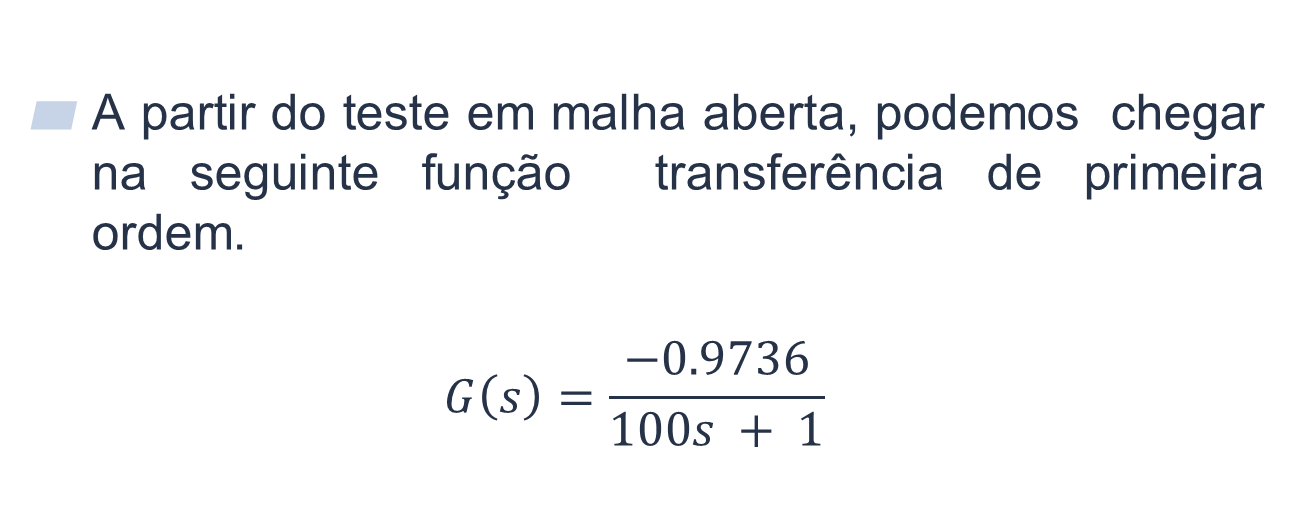 A partir do teste em malha aberta, podemos chegar
na seguinte função transferência de primeira
ordem.
G(s) = −0.9736 / 100s + 1